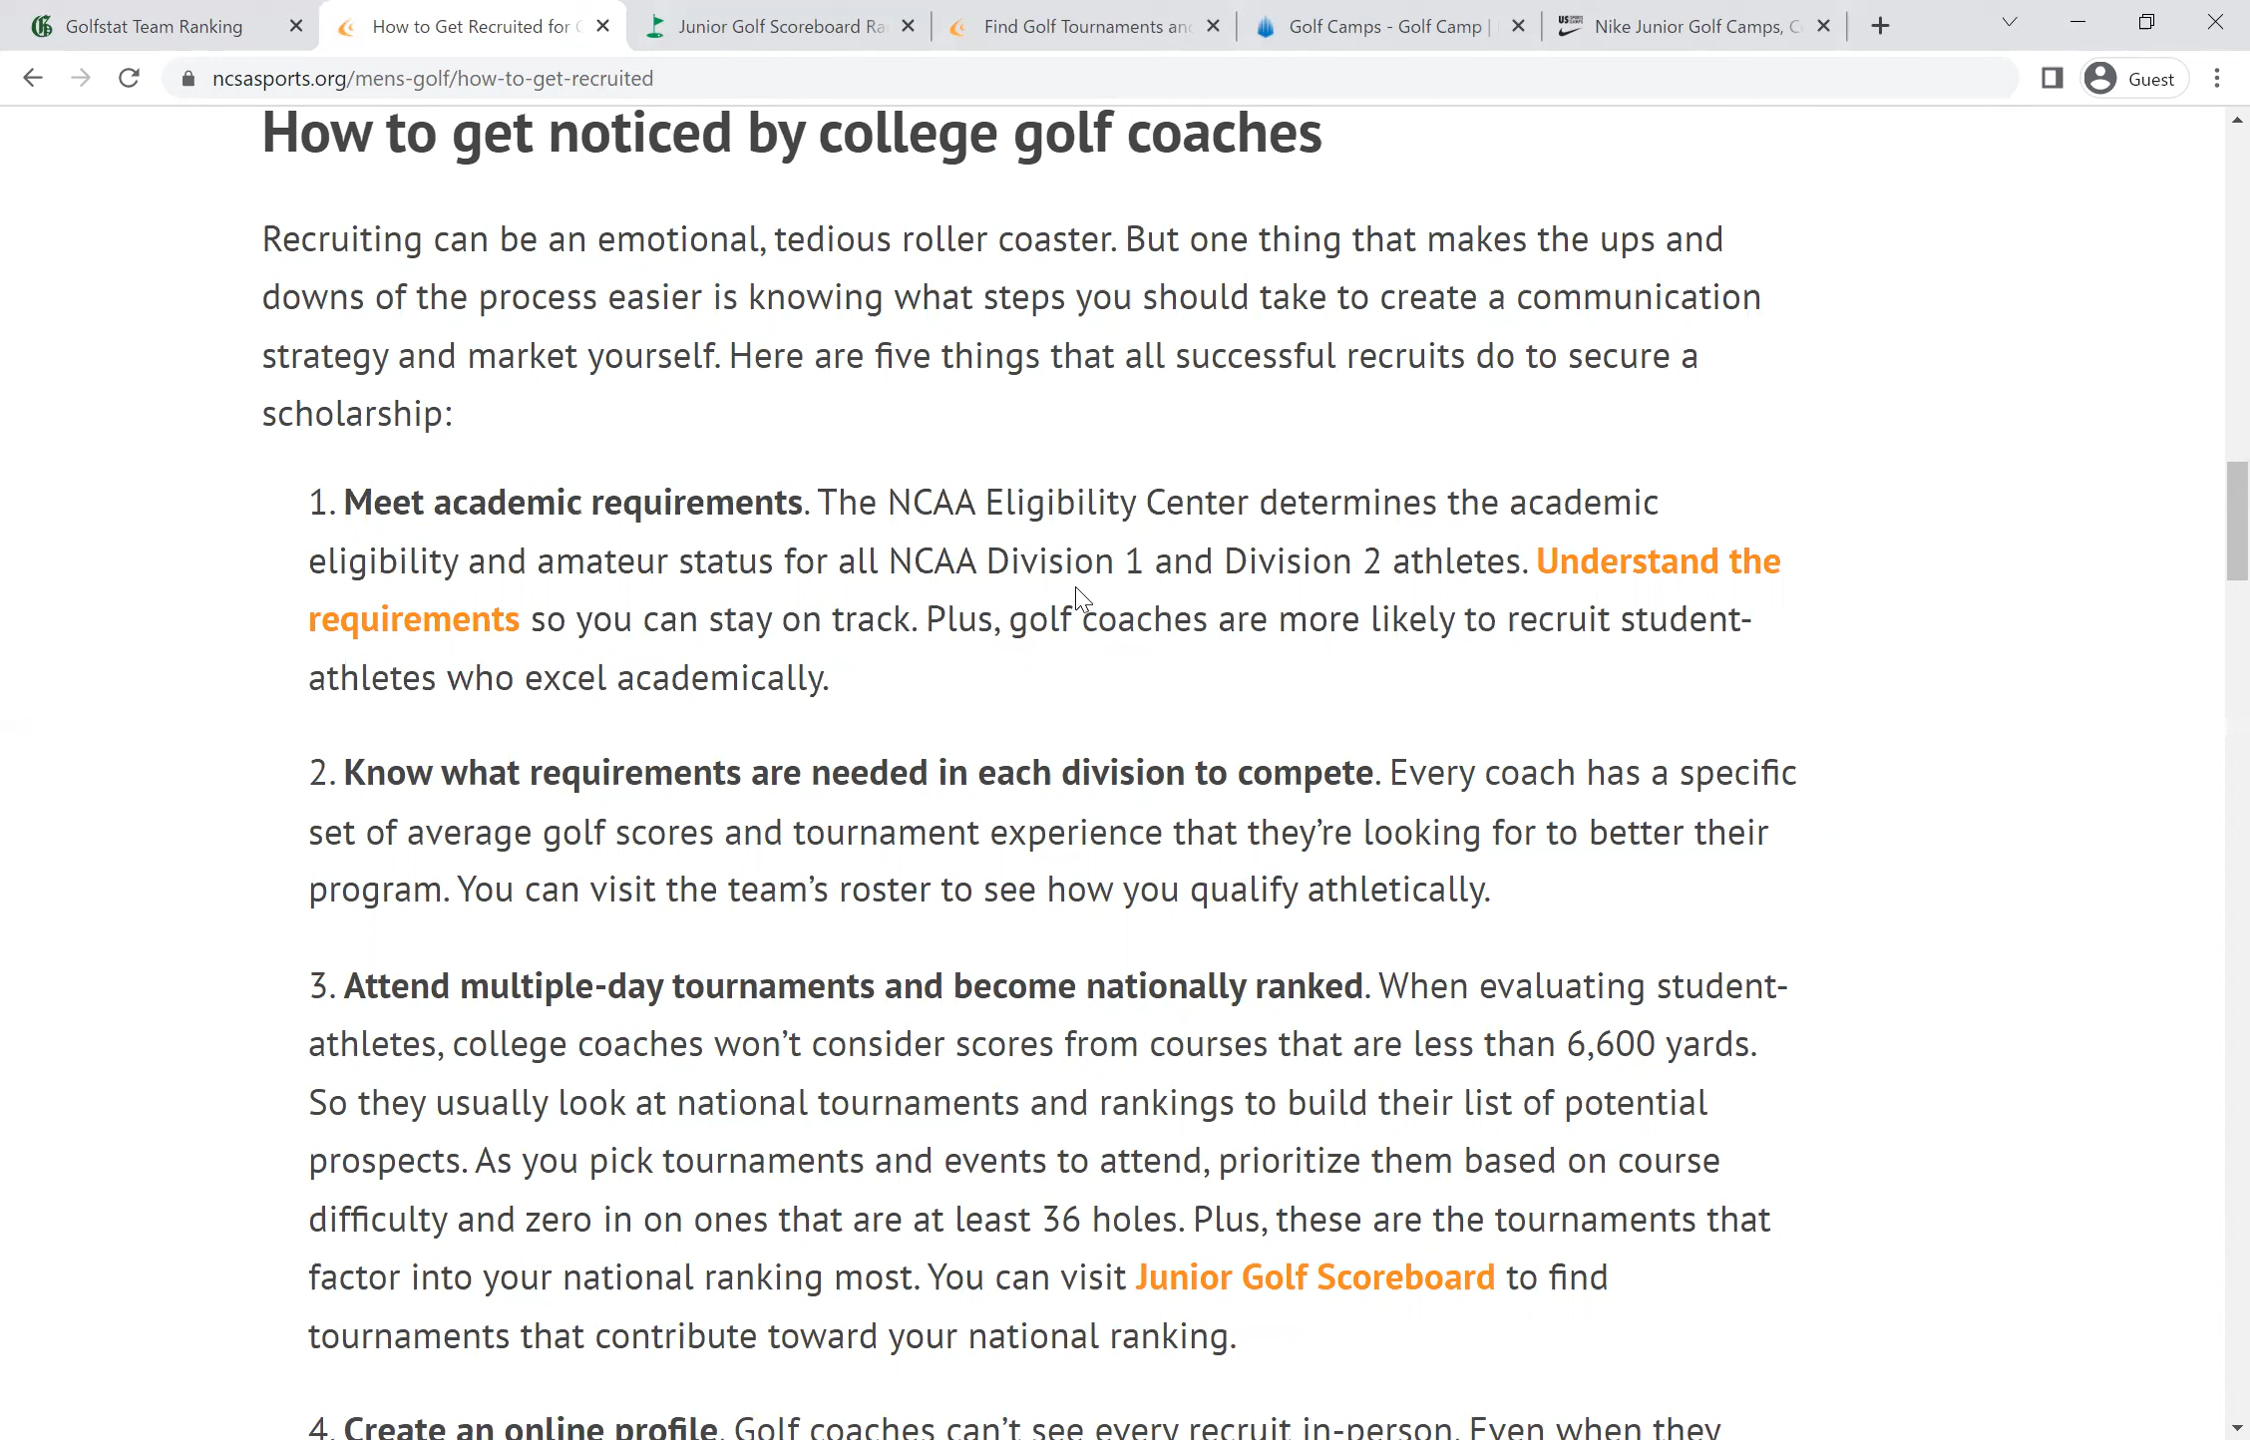 Golfstat Team Ranking
How to Get Recruited for
Junior Golf Scoreboard Ra
Find Golf Tournaments an
Golf Camps - Golf Camp |
US SPORTS CAMPS
Nike Junior Golf Camps, C
ncsasports.org/mens-golf/how-to-get-recruited
Guest
How to get noticed by college golf coaches
Recruiting can be an emotional, tedious roller coaster. But one thing that makes the ups and
downs of the process easier is knowing what steps you should take to create a communication
strategy and market yourself. Here are five things that all successful recruits do to secure a
scholarship:
1. Meet academic requirements. The NCAA Eligibility Center determines the academic
eligibility and amateur status for all NCAA Division 1 and Division 2 athletes. Understand the
requirements so you can stay on track. Plus, golf coaches are more likely to recruit student-
athletes who excel academically.
2. Know what requirements are needed in each division to compete. Every coach has a specific
set of average golf scores and tournament experience that they’re looking for to better their
program. You can visit the team’s roster to see how you qualify athletically.
3. Attend multiple-day tournaments and become nationally ranked. When evaluating student-
athletes, college coaches won’t consider scores from courses that are less than 6,600 yards.
So they usually look at national tournaments and rankings to build their list of potential
prospects. As you pick tournaments and events to attend, prioritize them based on course
difficulty and zero in on ones that are at least 36 holes. Plus, these are the tournaments that
factor into your national ranking most. You can visit Junior Golf Scoreboard to find
tournaments that contribute toward your national ranking.
4. Create an online profile. Golf coaches can’t see every recruit in-person. Even when they